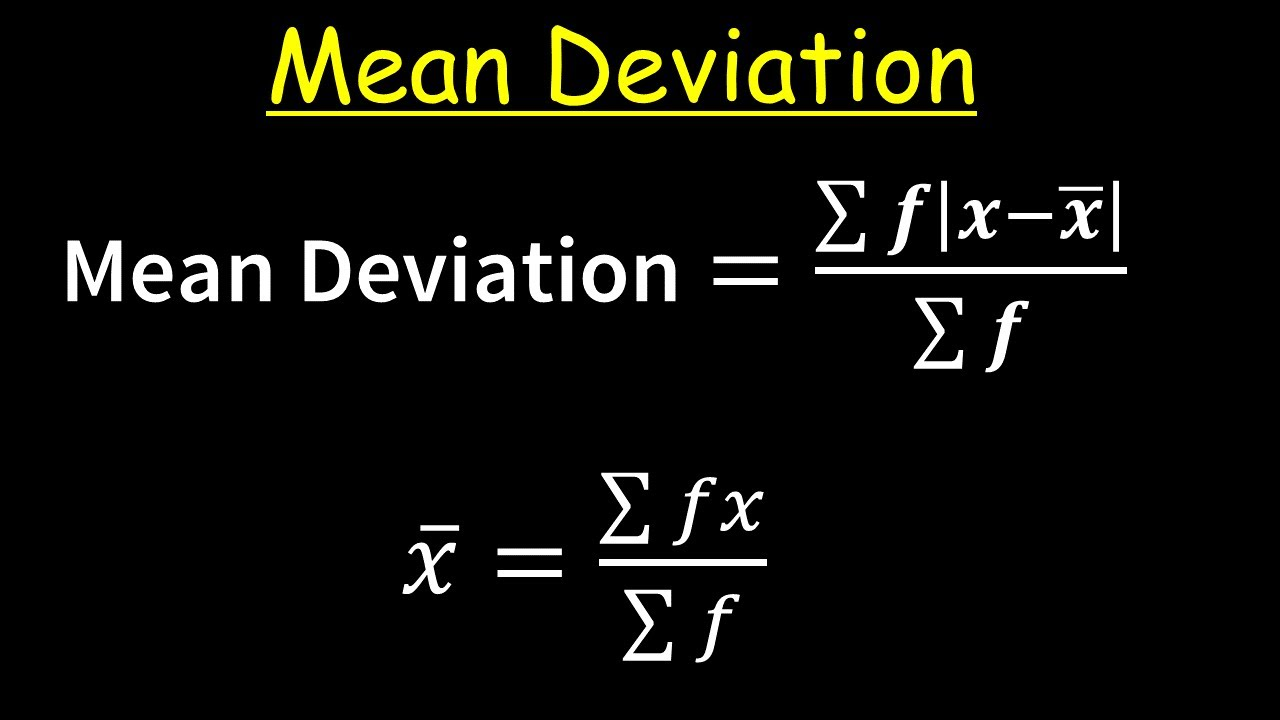 Mean Deviation
Mean Deviation = ∑ f|x−x̅| / ∑ f
x̅ = ∑ fx / ∑ f